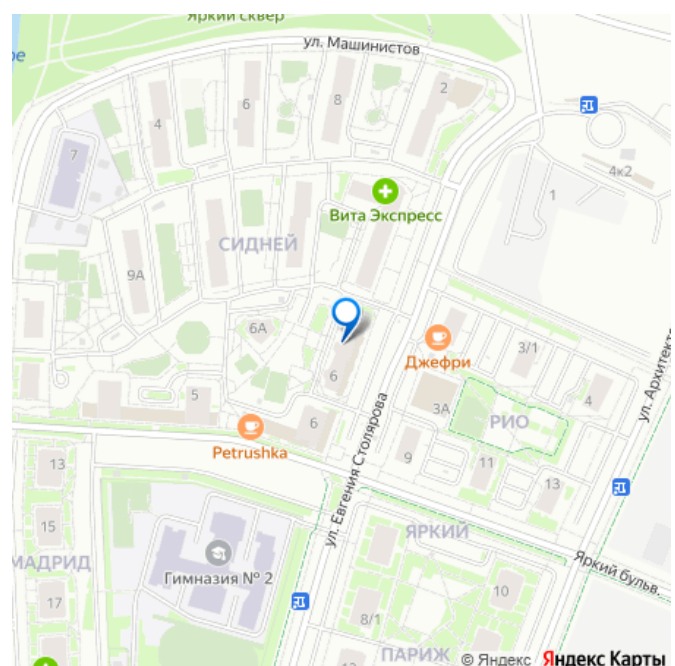 Яркий сквер
ре
ул. Машинистов
2
8
6
4
7
4к2
1
Вита Экспресс
СИДНЕЙ
9А
6А
Джефри
3/1
6
ул. Архитекто
4
5
3А
РИО
6
Petrushka
ул. Евгения Столярова
9
11
13
13
15
ЯРКИЙ
МАДРИД
Гимназия № 2
Яркий бульв.
17
10
8/1
ПАРИЖ
© Яндекс Яндекс Карты